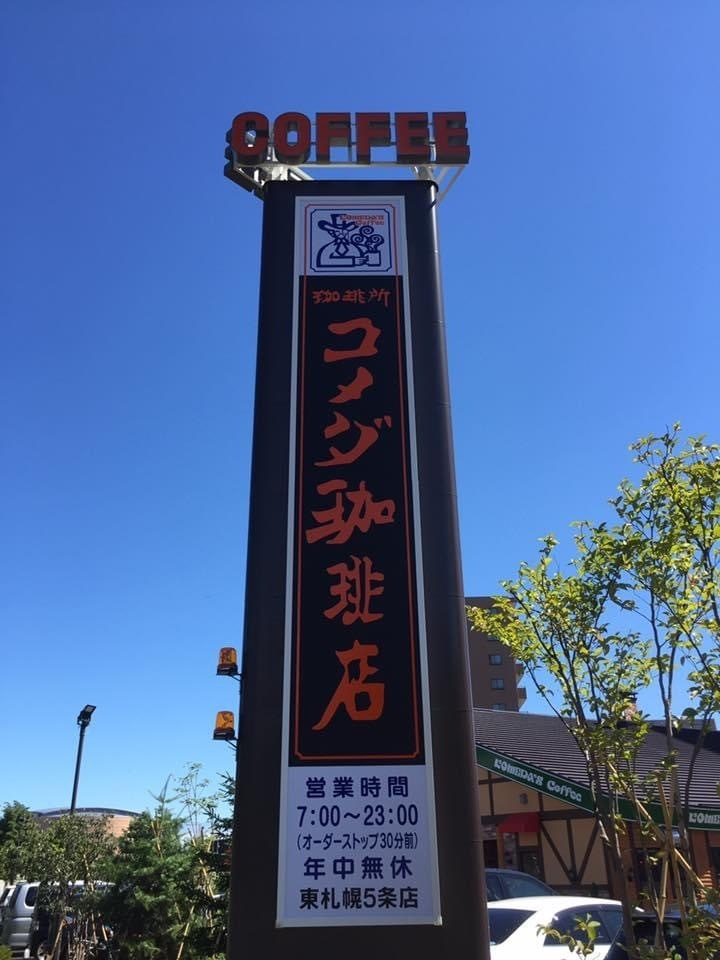 COFFEE
KOMEDA'S
Coffee
珈琲所
コメダ珈琲店
営業時間
7:00～23:00
(オーダーストップ30分前)
年中無休
東札幌5条店
KOMEDA'S Coffee
KOMEDA'S